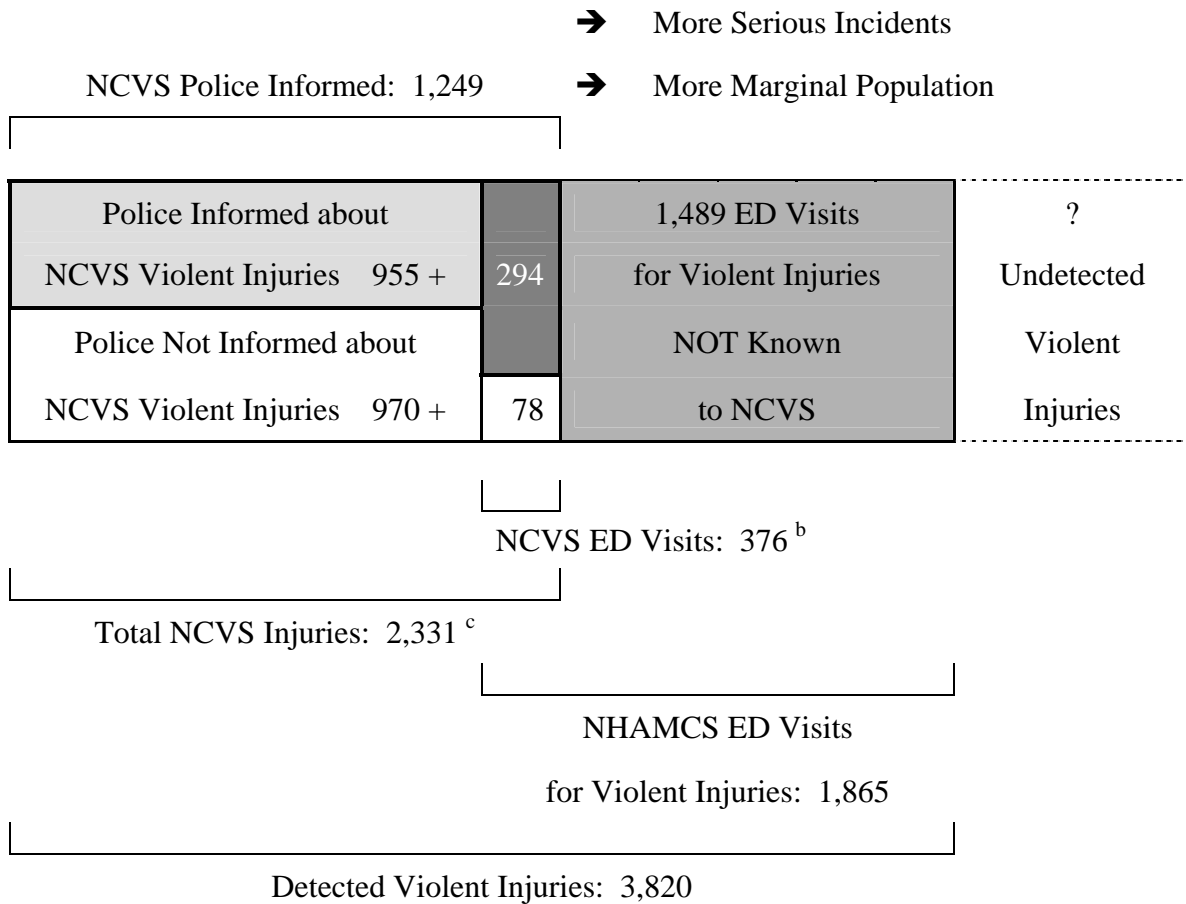 ➔ More Serious Incidents
NCVS Police Informed: 1,249 ➔ More Marginal Population
Police Informed about 1,489 ED Visits ?
NCVS Violent Injuries 955 + 294 for Violent Injuries Undetected
Police Not Informed about NOT Known Violent
NCVS Violent Injuries 970 + 78 to NCVS Injuries
NCVS ED Visits: 376 b
Total NCVS Injuries: 2,331 c
NHAMCS ED Visits
for Violent Injuries: 1,865
Detected Violent Injuries: 3,820